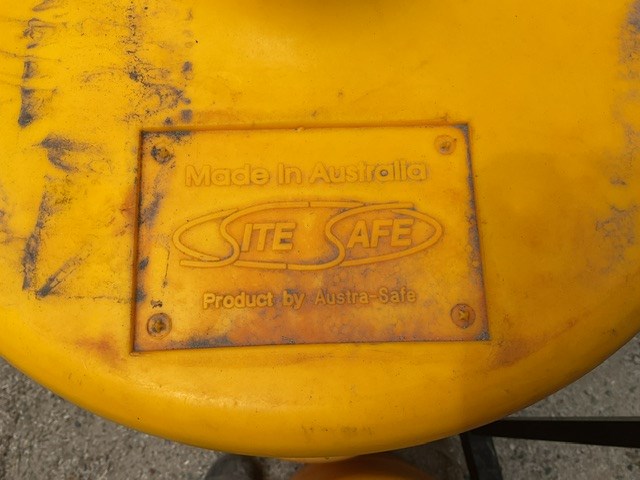 Made In Australia
SITE SAFE
Product by Austra-Safe